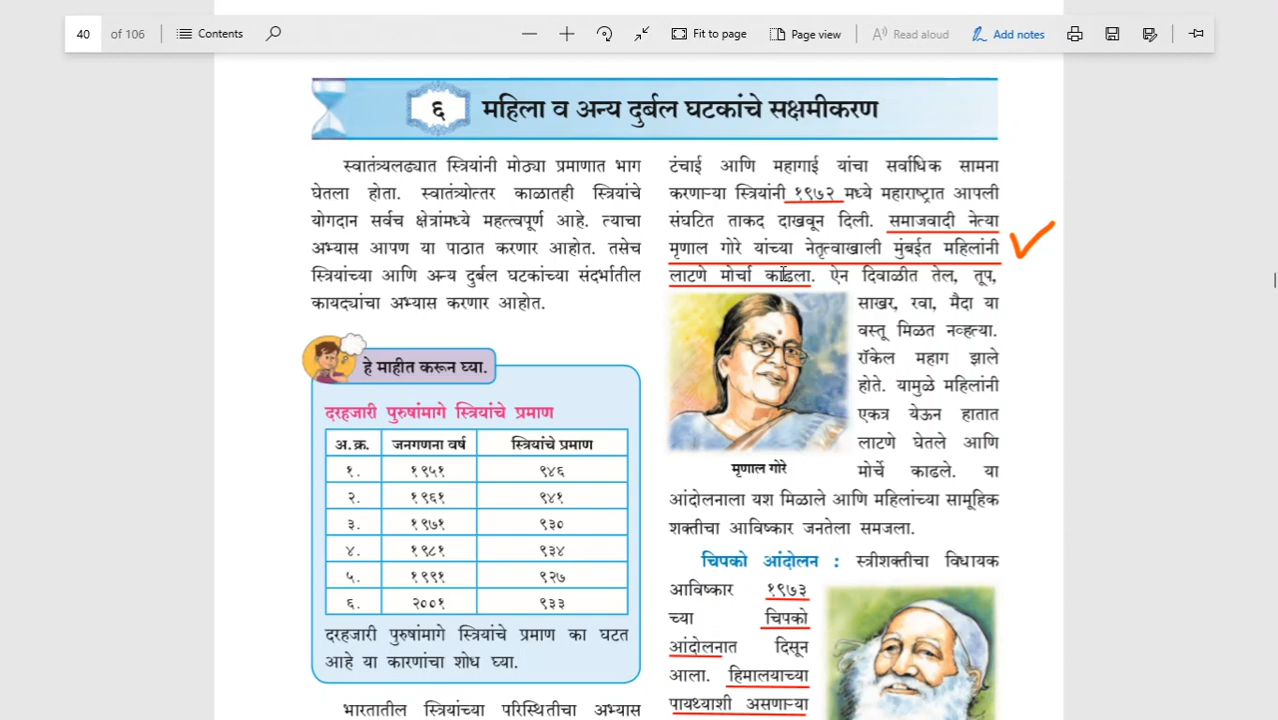 40 of 106 Contents Fit to page Page view Read aloud Add notes
६ महिला व अन्य दुर्बल घटकांचे सक्षमीकरण
स्वातंत्र्यलढ्यात स्त्रियांनी मोठ्या प्रमाणात भाग
घेतला होता. स्वातंत्र्योत्तर काळातही स्त्रियांचे
योगदान सर्वच क्षेत्रांमध्ये महत्त्वपूर्ण आहे. त्याचा
अभ्यास आपण या पाठात करणार आहोत. तसेच
स्त्रियांच्या आणि अन्य दुर्बल घटकांच्या संदर्भातील
कायद्यांचा अभ्यास करणार आहोत.
हे माहीत करून घ्या.
दरहजारी पुरुषांमागे स्त्रियांचे प्रमाण
अ.क्र. जनगणना वर्ष स्त्रियांचे प्रमाण
१. १९५१ ९४६
२. १९६१ ९४१
३. १९७१ ९३०
४. १९८१ ९३४
५. १९९१ ९२७
६. २००१ ९३३
दरहजारी पुरुषांमागे स्त्रियांचे प्रमाण का घटत
आहे या कारणांचा शोध घ्या.
भारतातील स्त्रियांच्या परिस्थितीचा अभ्यास
टंचाई आणि महागाई यांचा सर्वाधिक सामना
करणाऱ्या स्त्रियांनी १९७२ मध्ये महाराष्ट्रात आपली
संघटित ताकद दाखवून दिली. समाजवादी नेत्या
मृणाल गोरे यांच्या नेतृत्वाखाली मुंबईत महिलांनी
लाटणे मोर्चा काढला. ऐन दिवाळीत तेल, तूप,
साखर, रवा, मैदा या
वस्तू मिळत नव्हत्या.
रॉकेल महाग झाले
होते. यामुळे महिलांनी
एकत्र येऊन हातात
लाटणे घेतले आणि
मृणाल गोरे
मोर्चे काढले. या
आंदोलनाला यश मिळाले आणि महिलांच्या सामूहिक
शक्तीचा आविष्कार जनतेला समजला.
चिपको आंदोलन : स्त्रीशक्तीचा विधायक
आविष्कार १९७३
च्या चिपको
आंदोलनात दिसून
आला. हिमालयाच्या
पायथ्याशी असणाऱ्या